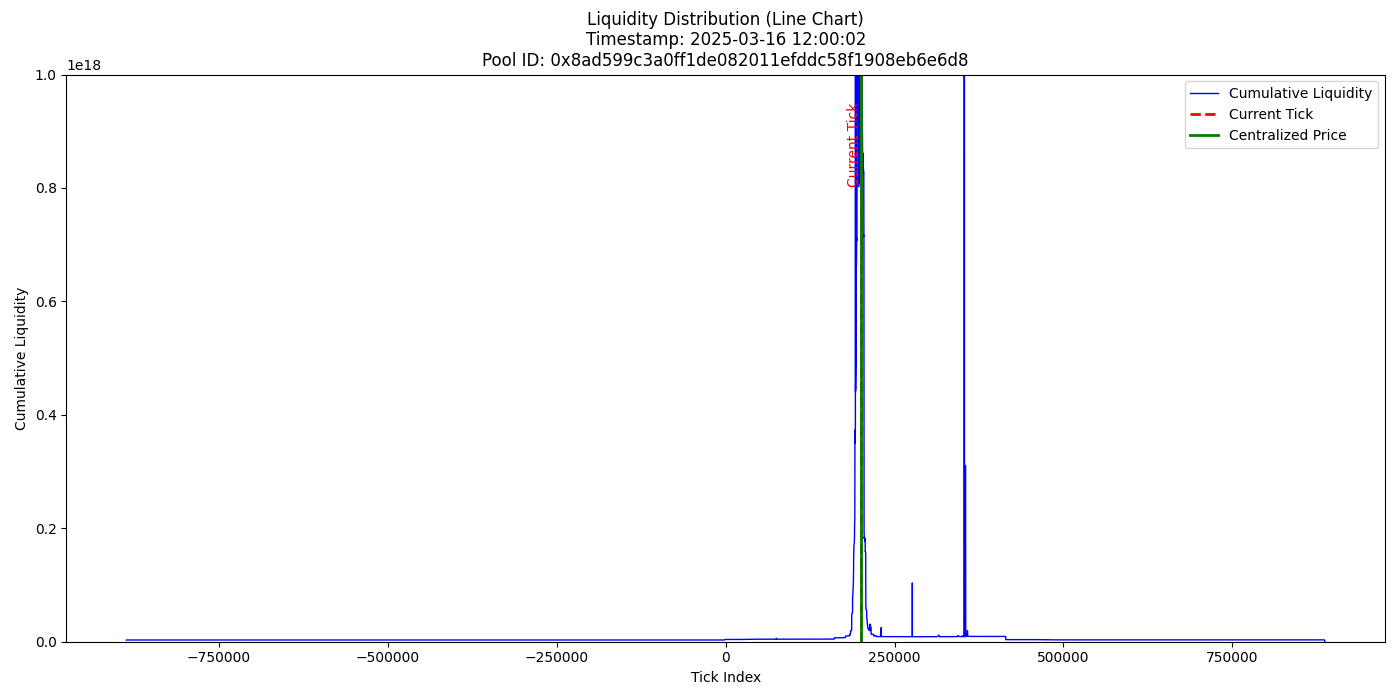 Liquidity Distribution (Line Chart)
Timestamp: 2025-03-16 12:00:02
Pool ID: 0x8ad599c3a0ff1de082011efddc58f1908eb6e6d8
1e18
1.0
0.8
0.6
0.4
0.2
0.0
Cumulative Liquidity
Current Tick
Cumulative Liquidity
Current Tick
Centralized Price
−750000 −500000 −250000 0 250000 500000 750000
Tick Index